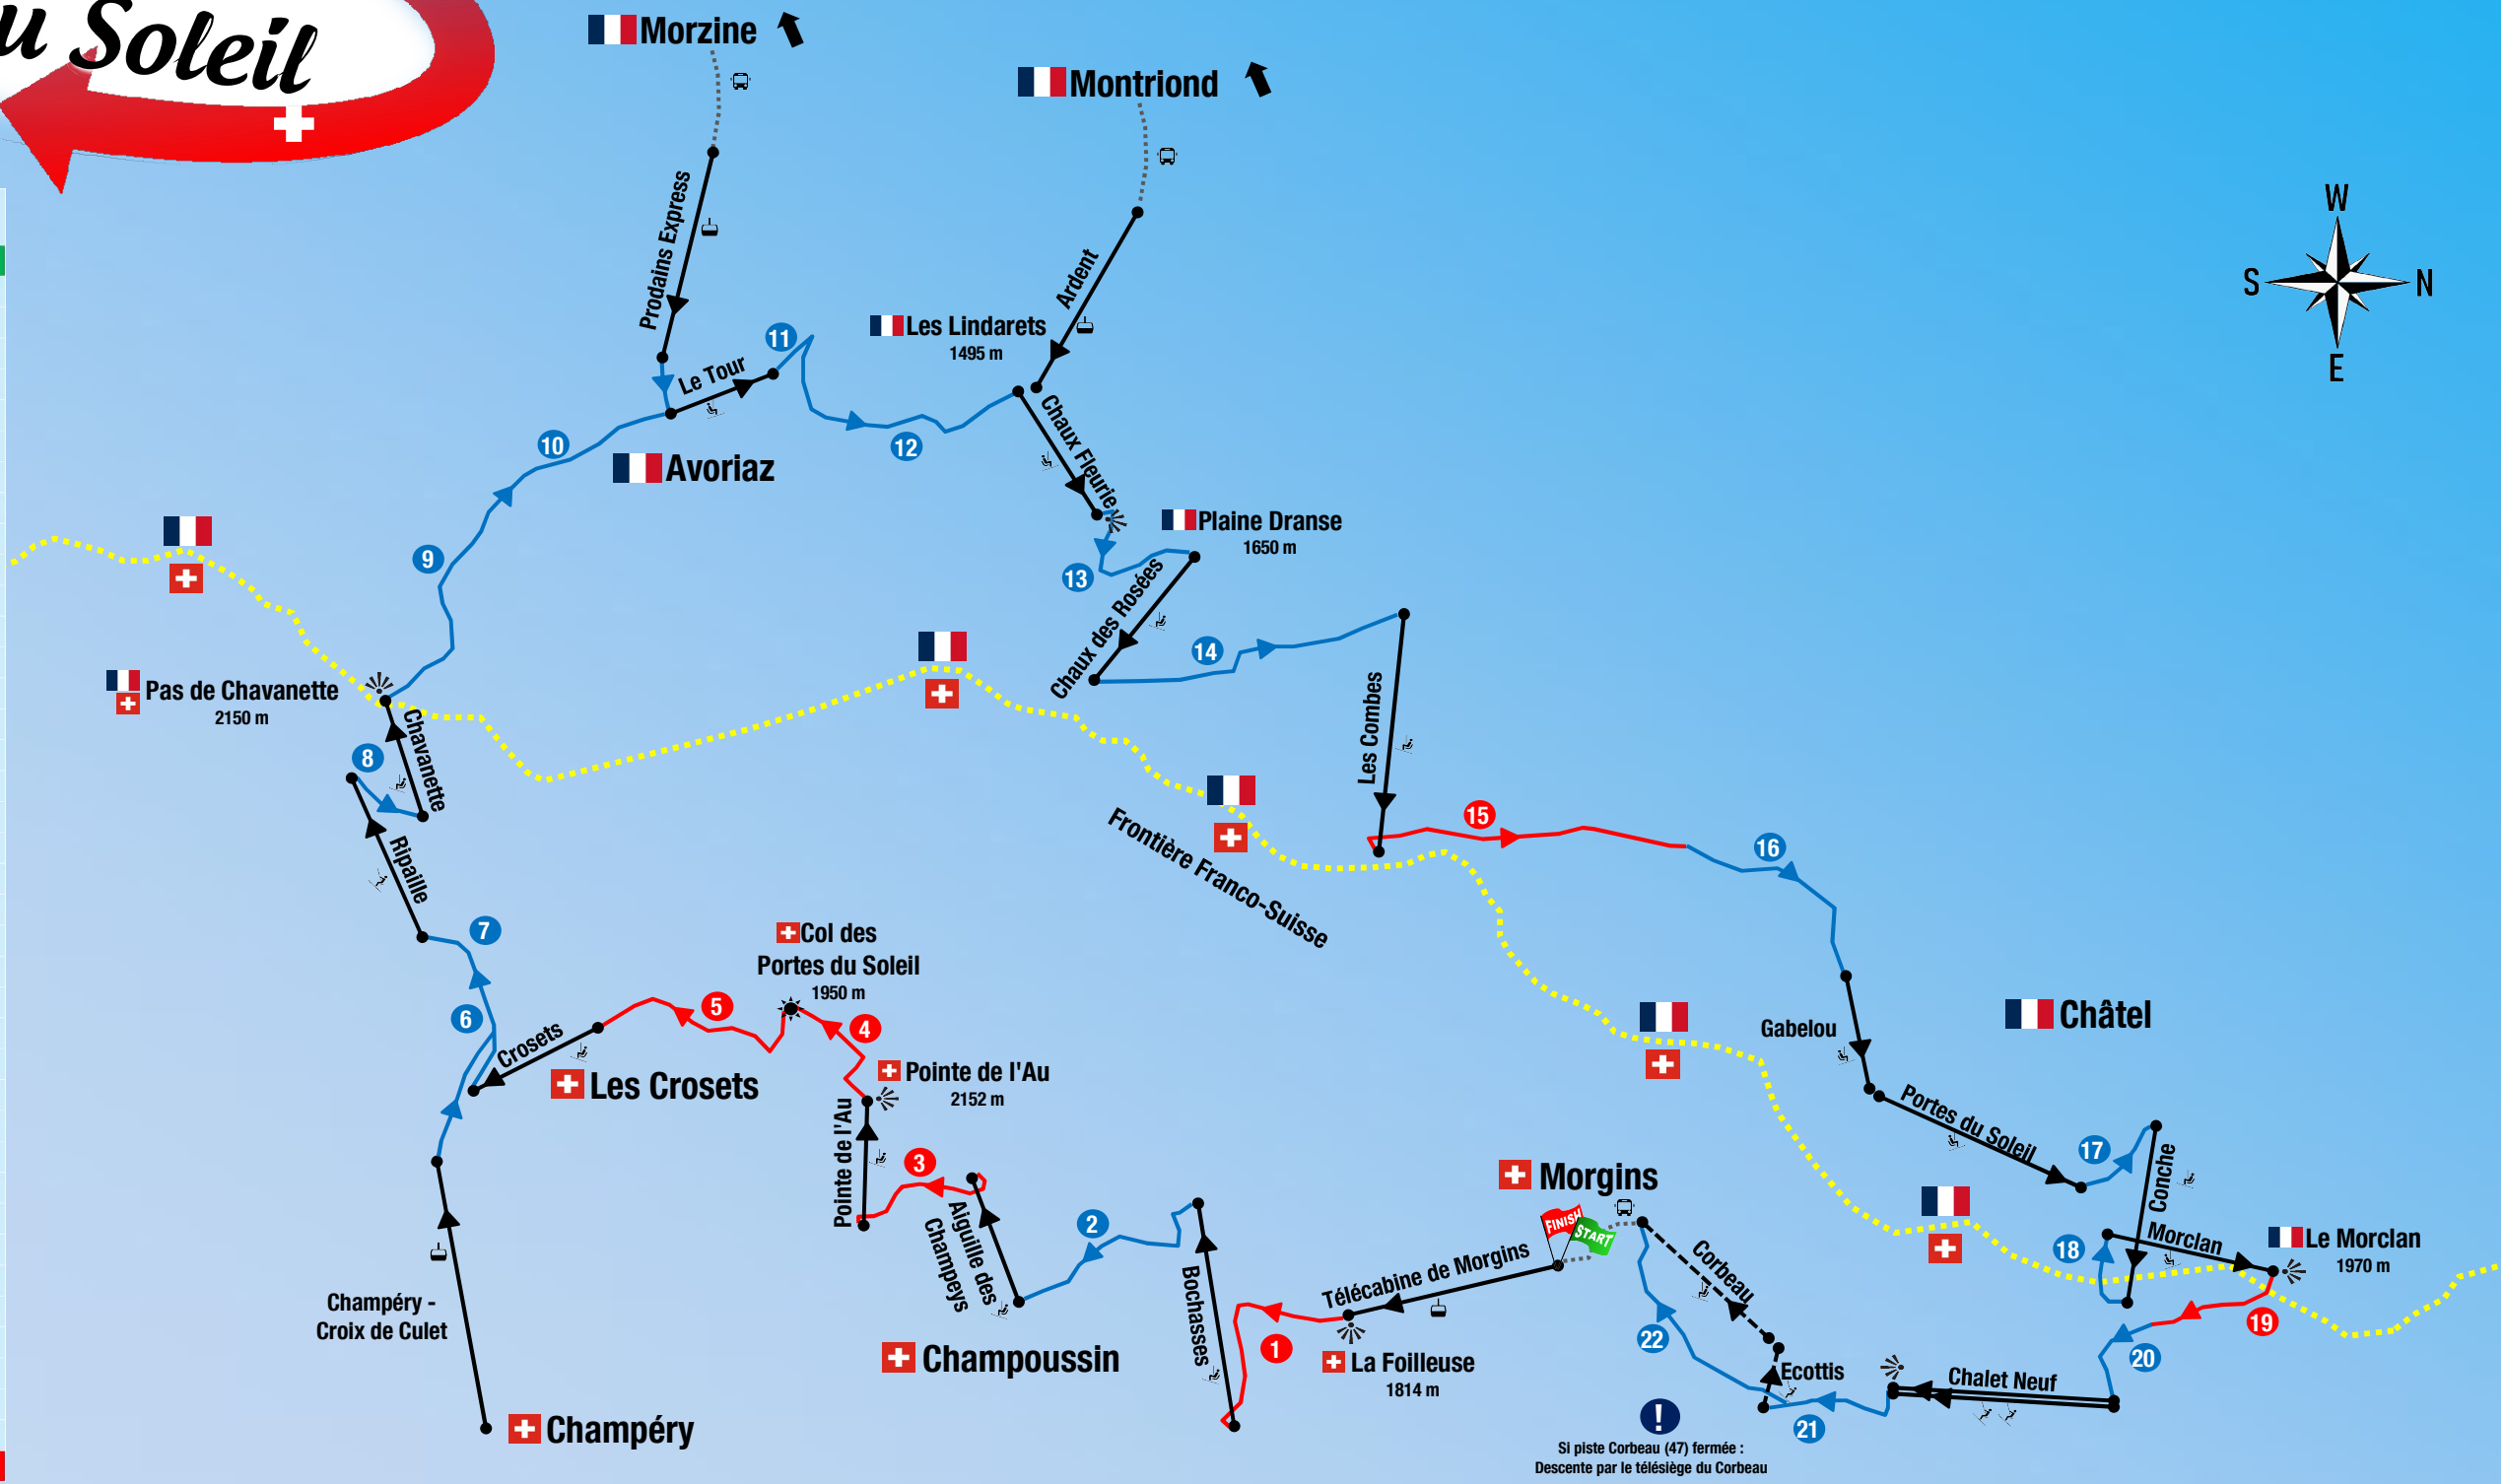 u Soleil
Morzine
Montriond
W
S
N
E
Prodains Express
Ardent
Les Lindarets
1495 m
11
Le Tour
10
12
Avoriaz
Chaux Fleurie
Plaine Dranse
1650 m
9
13
Chaux des Rosées
14
Pas de Chavanette
2150 m
Chavanette
8
Les Combes
Ripaille
Frontière Franco-Suisse
15
16
7
Col des
Portes du Soleil
1950 m
6
5
4
Crosets
Les Crosets
Pointe de l'Au
2152 m
Pointe de l'Au
3
Gabelou
Châtel
Portes du Soleil
17
Conche
Morgins
FINISH
START
Aiguille des
Champeys
2
Bochasses
Télécabine de Morgins
Corbeau
18
Morclan
Le Morclan
1970 m
Champéry -
Croix de Culet
Champoussin
1
La Foilleuse
1814 m
22
Ecottis
Chalet Neuf
20
19
21
Champéry
!
Si piste Corbeau (47) fermée :
Descente par le télésiège du Corbeau